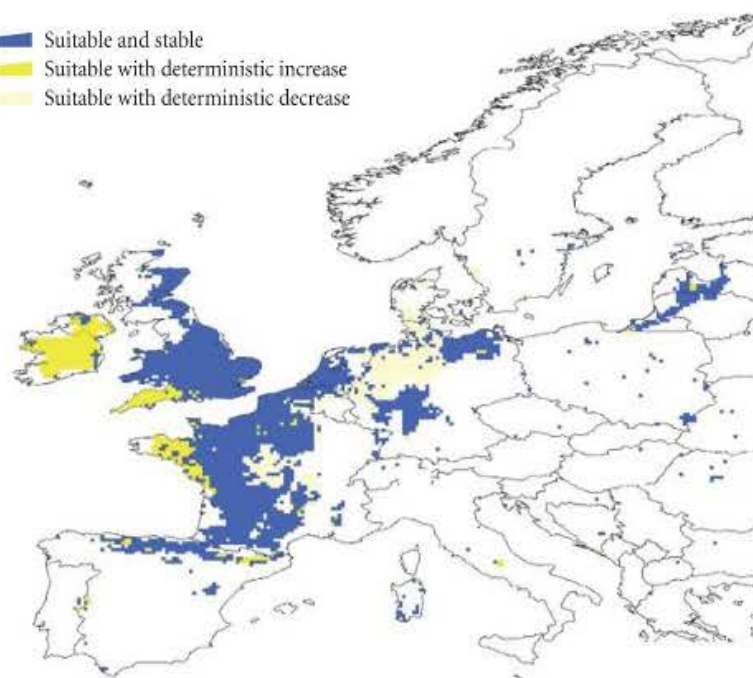 Suitable and stable
Suitable with deterministic increase
Suitable with deterministic decrease